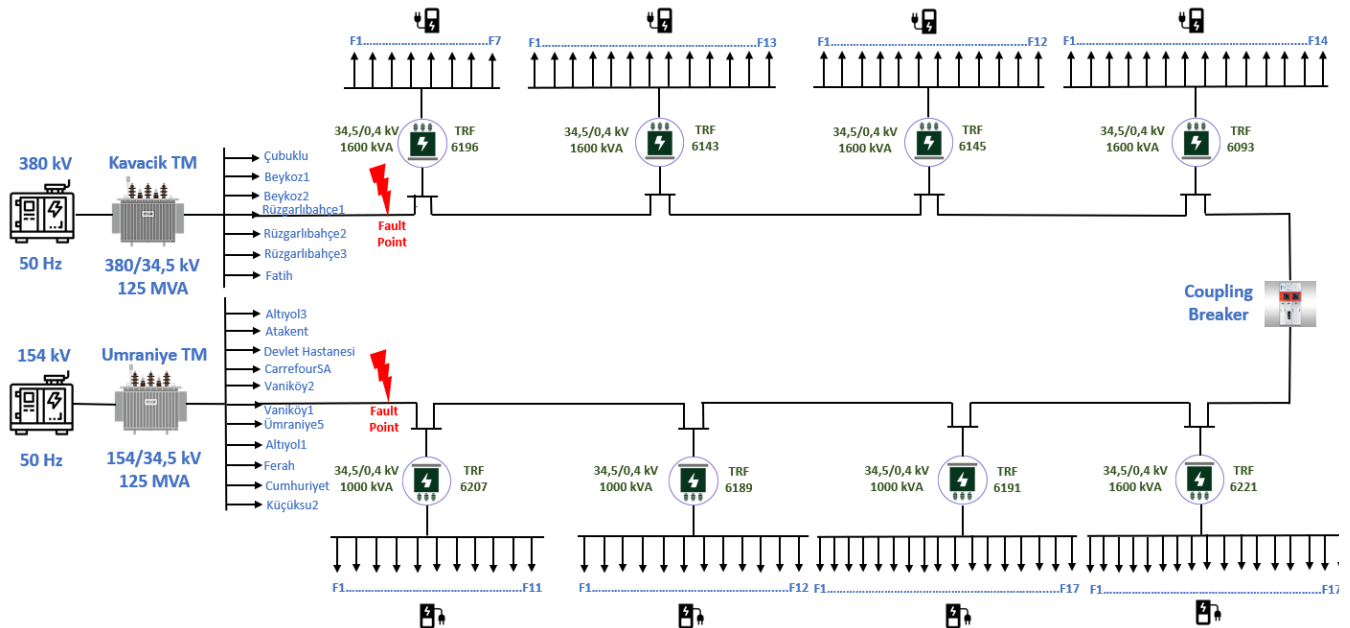 F1..............................F7
F1..................................................F13
F1..............................................F12
F1....................................................F14
34,5/0,4 kV
1600 kVA
TRF
6196
34,5/0,4 kV
1600 kVA
TRF
6143
34,5/0,4 kV
1600 kVA
TRF
6145
34,5/0,4 kV
1600 kVA
TRF
6093
380 kV
50 Hz
Kavacik TM
380/34,5 kV
125 MVA
Çubuklu
Beykoz1
Beykoz2
Rüzgarlıbahçe1
Rüzgarlıbahçe2
Rüzgarlıbahçe3
Fatih
Fault
Point
Coupling
Breaker
154 kV
50 Hz
Umraniye TM
154/34,5 kV
125 MVA
Altıyol3
Atakent
Devlet Hastanesi
CarrefourSA
Vaniköy2
Vaniköy1
Ümraniye5
Altıyol1
Ferah
Cumhuriyet
Küçüksu2
Fault
Point
34,5/0,4 kV
1000 kVA
TRF
6207
34,5/0,4 kV
1000 kVA
TRF
6189
34,5/0,4 kV
1000 kVA
TRF
6191
34,5/0,4 kV
1600 kVA
TRF
6221
F1............................................F11
F1................................................F12
F1..........................................................F17
F1......................................................F17